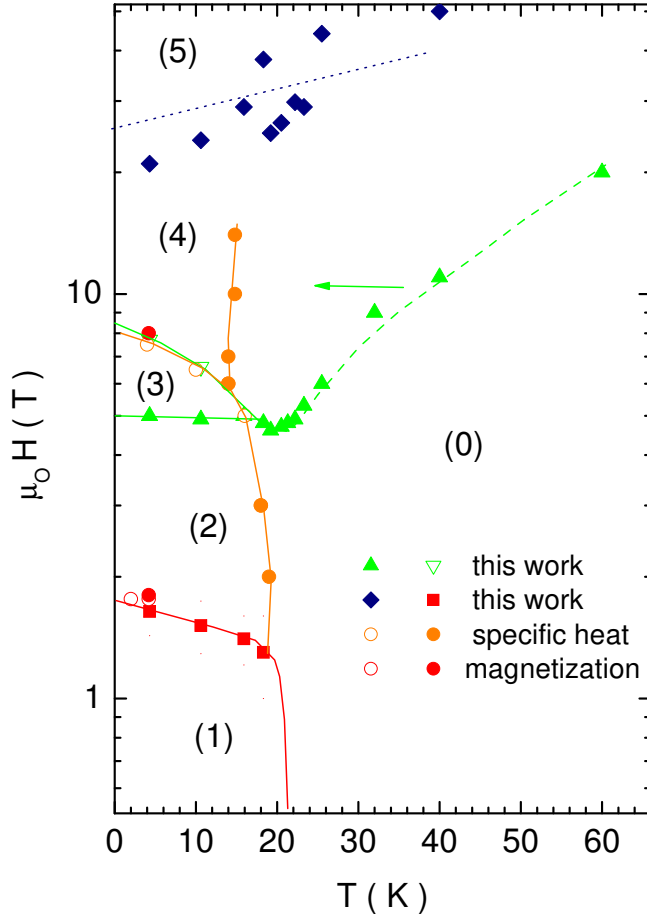 (5)
(4)
10
(3)
(0)
μ₀H ( T )
(2)
this work
this work
specific heat
magnetization
1
(1)
0 10 20 30 40 50 60
T ( K )